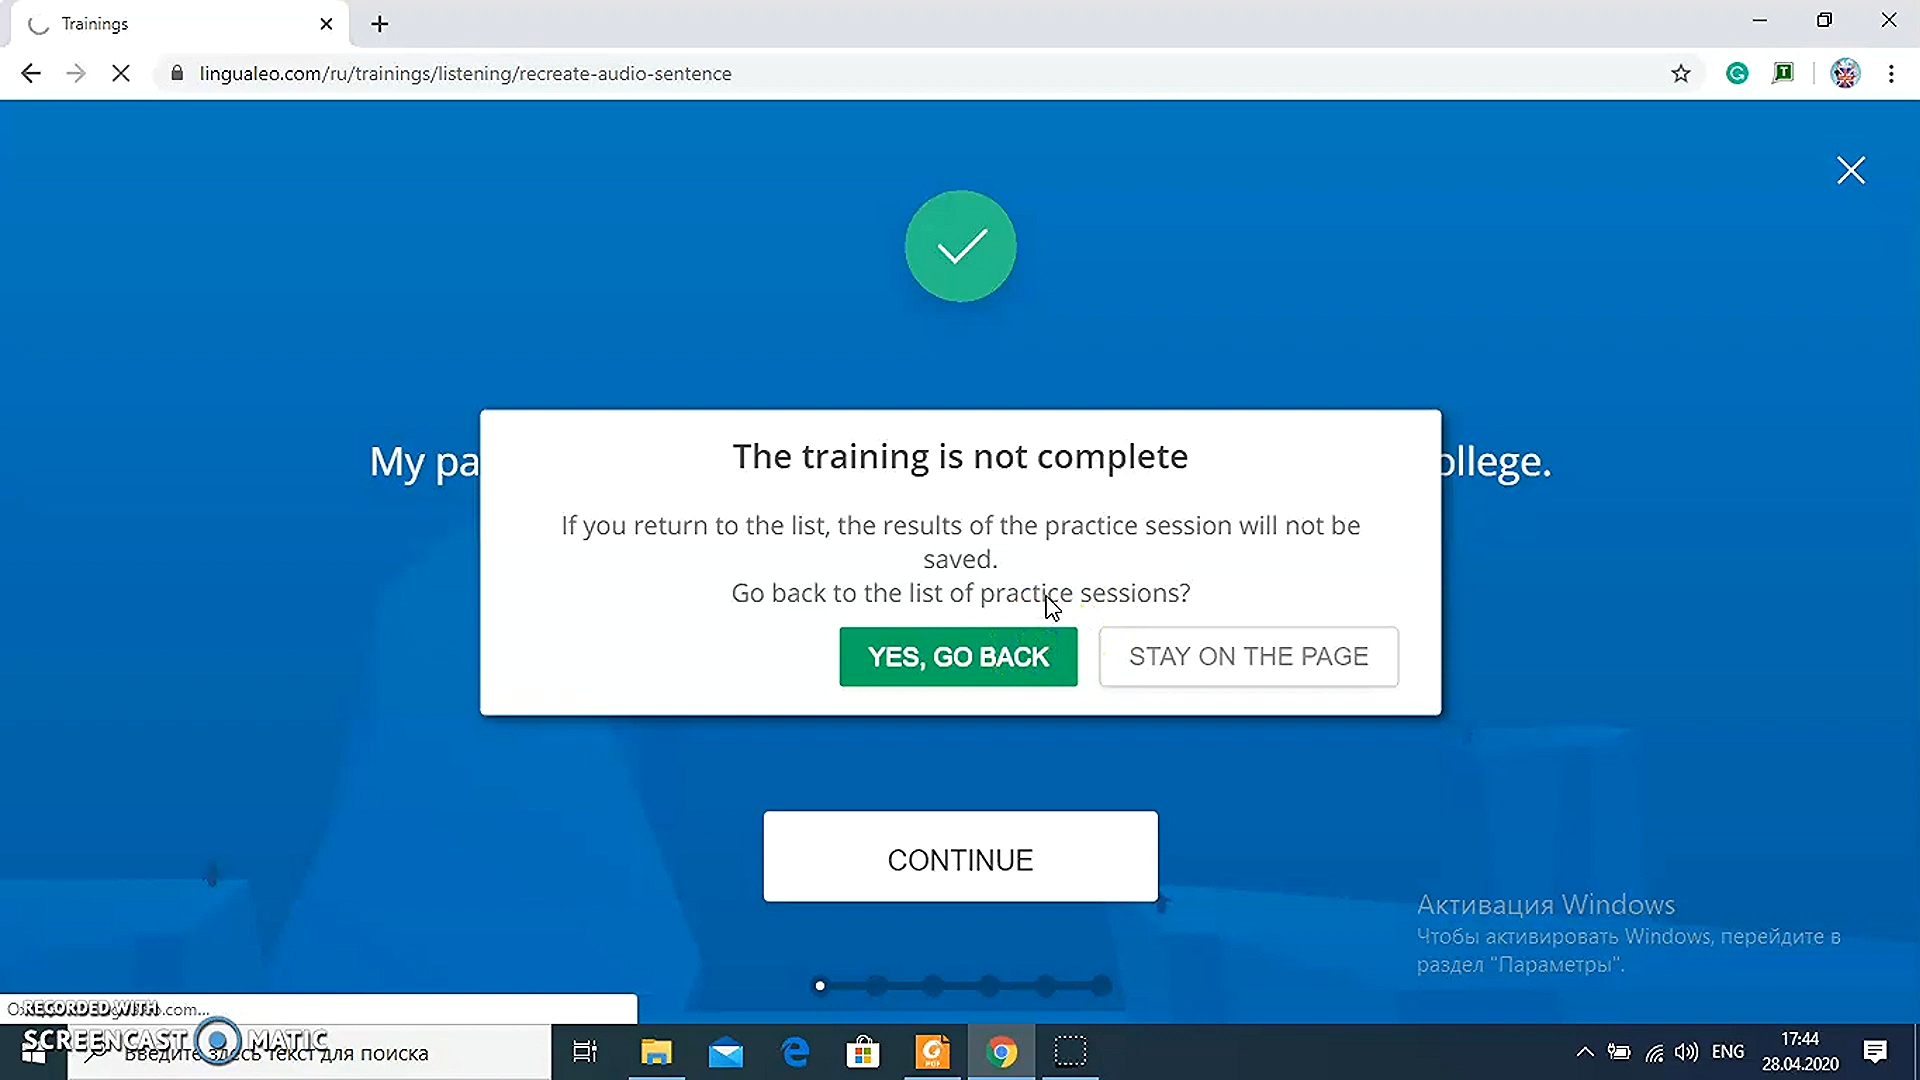 Trainings
lingualeo.com/ru/trainings/listening/recreate-audio-sentence
My pa
ollege.
The training is not complete
If you return to the list, the results of the practice session will not be
saved.
Go back to the list of practice sessions?
YES, GO BACK
STAY ON THE PAGE
CONTINUE
Активация Windows
Чтобы активировать Windows, перейдите в
раздел "Параметры".
RECORDED WITH
SCREENCAST MATIC
Введите здесь текст для поиска
ENG
17:44
28.04.2020